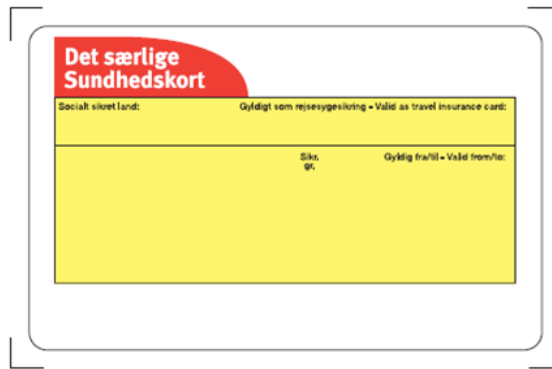 Det særlige
Sundhedskort
Socialt sikret land: Gyldigt som rejsesygesikring - Valid as travel insurance card:
Sikr. Gyldig fra/til - Valid from/to:
gr.